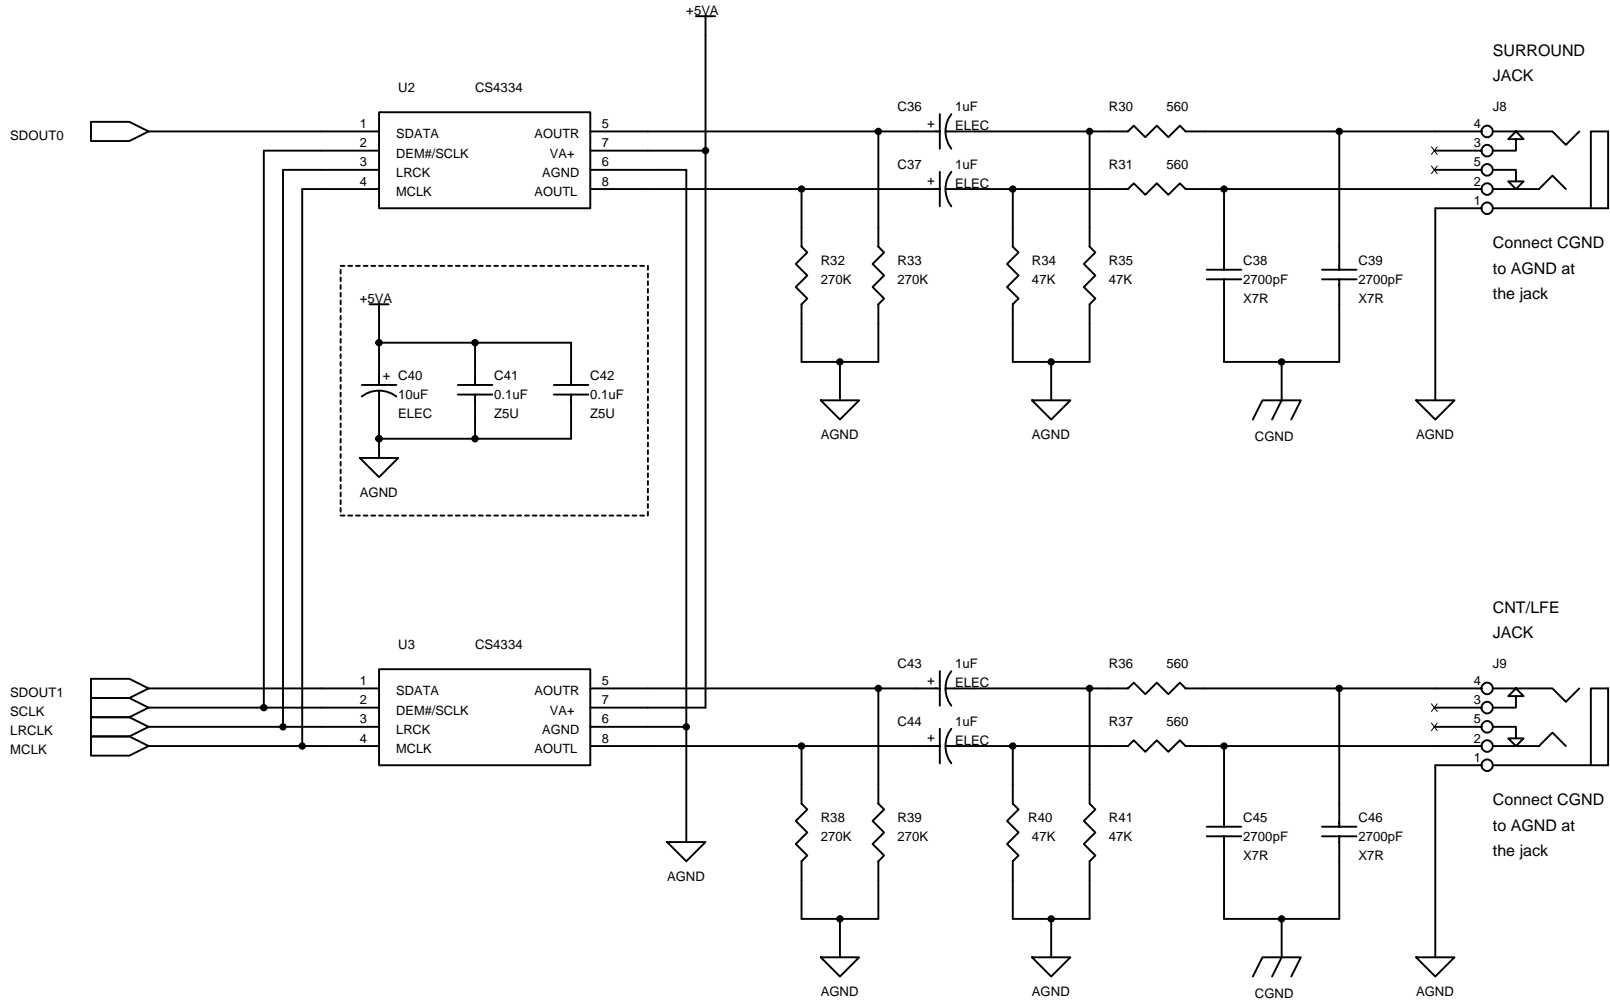 +5VA
SURROUND
JACK
U2 CS4334
C36 1uF R30 560 J8
ELEC
SDOUT0
1 SDATA AOUTR 5
2 DEM#/SCLK VA+ 7
3 LRCK AGND 6
4 MCLK AOUTL 8
C37 1uF R31 560
ELEC
4
3
5
2
1
Connect CGND
to AGND at
the jack
R32 R33 R34 R35 C38 C39
270K 270K 47K 47K 2700pF 2700pF
X7R X7R
+5VA
+ C40 C41 C42
10uF 0.1uF 0.1uF
ELEC Z5U Z5U
AGND
AGND AGND CGND AGND
CNT/LFE
JACK
U3 CS4334
C43 1uF R36 560 J9
ELEC
SDOUT1
SCLK
LRCLK
MCLK
1 SDATA AOUTR 5
2 DEM#/SCLK VA+ 7
3 LRCK AGND 6
4 MCLK AOUTL 8
C44 1uF R37 560
ELEC
4
3
5
2
1
Connect CGND
to AGND at
the jack
R38 R39 R40 R41 C45 C46
270K 270K 47K 47K 2700pF 2700pF
X7R X7R
AGND
AGND AGND CGND AGND